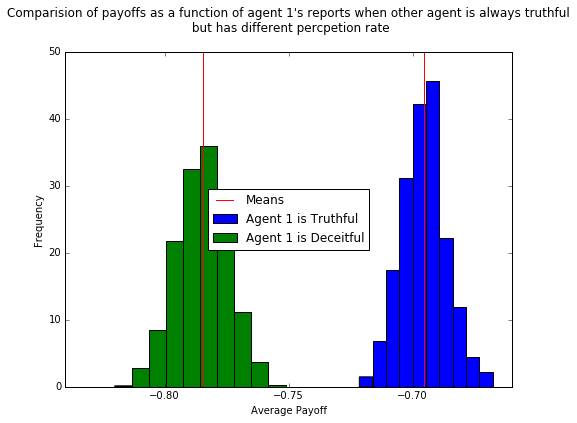 Comparision of payoffs as a function of agent 1's reports when other agent is always truthful
but has different percpetion rate
50
40
30
20
10
0
Frequency
Means
Agent 1 is Truthful
Agent 1 is Deceitful
−0.80
−0.75
−0.70
Average Payoff